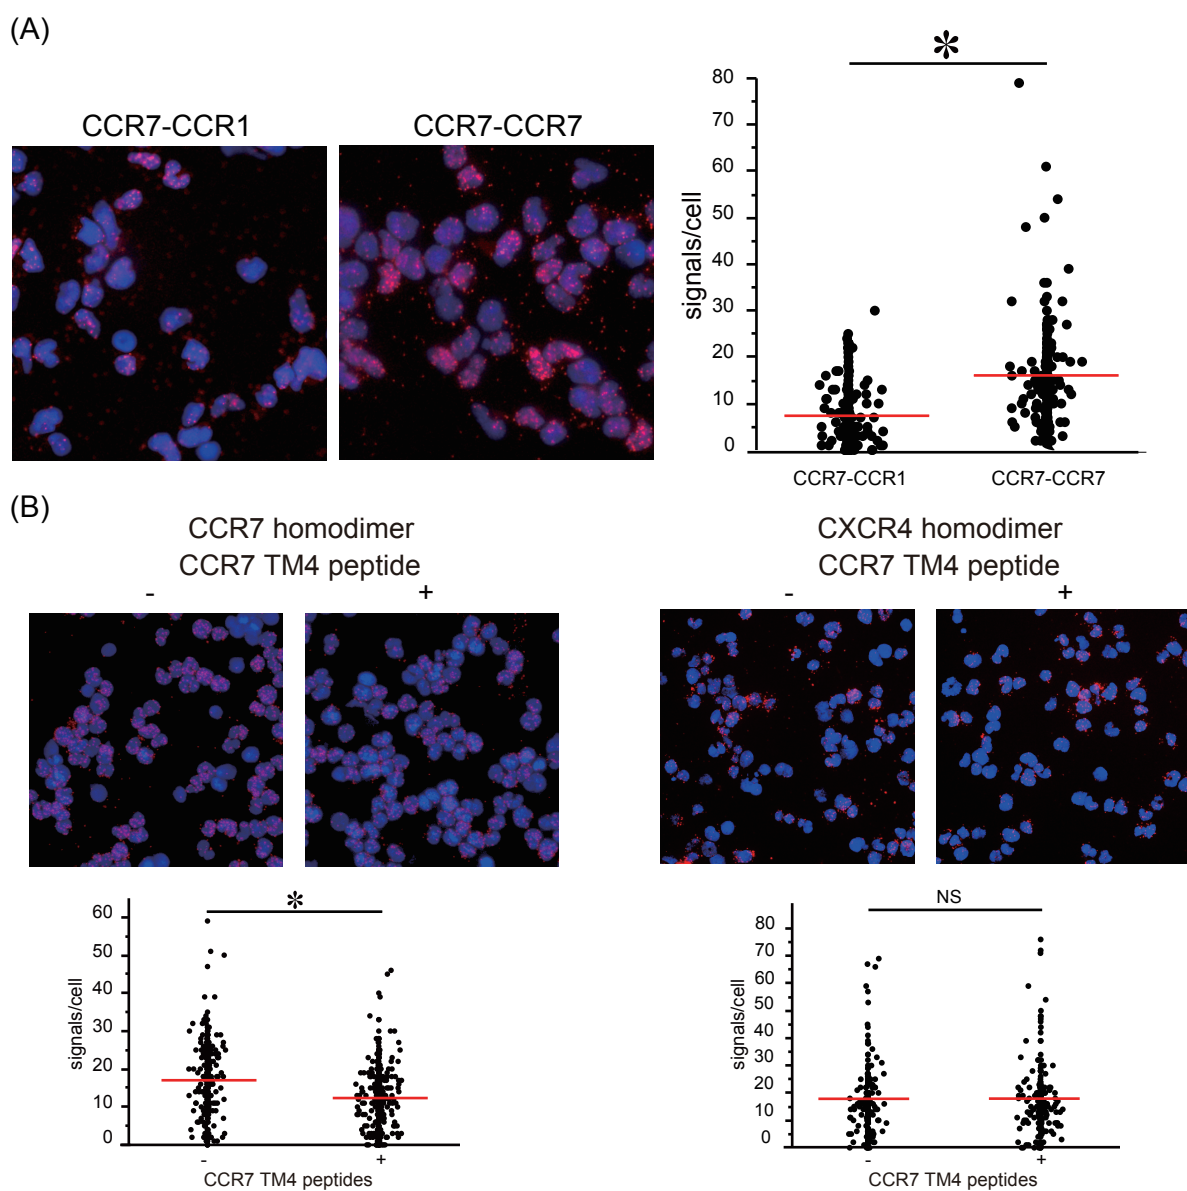 (A)
CCR7-CCR1
CCR7-CCR7
*
80
70
60
50
40
30
20
10
0
signals/cell
CCR7-CCR1
CCR7-CCR7
(B)
CCR7 homodimer
CCR7 TM4 peptide
-
+
CXCR4 homodimer
CCR7 TM4 peptide
-
+
*
60
50
40
30
20
10
0
signals/cell
-
+
CCR7 TM4 peptides
NS
80
70
60
50
40
30
20
10
0
signals/cell
-
+
CCR7 TM4 peptides